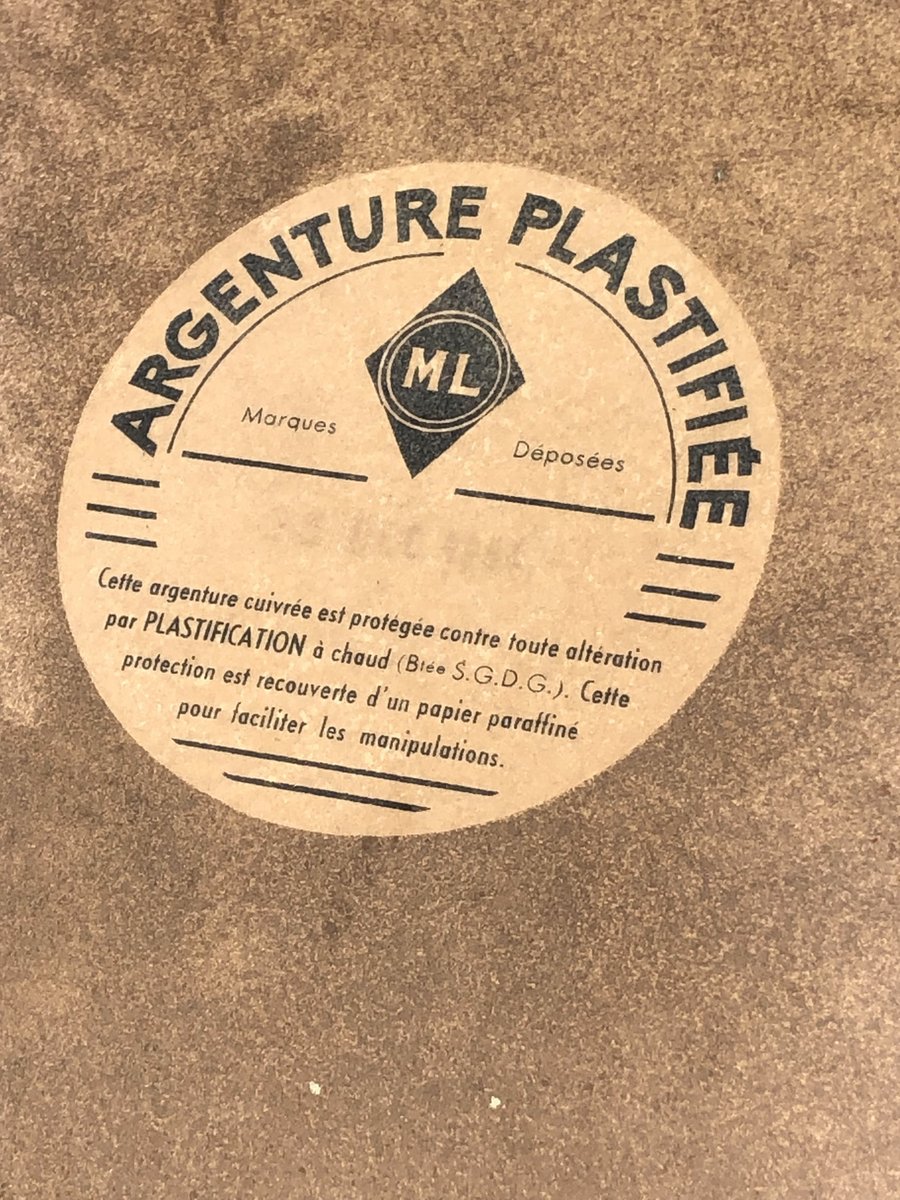 ARGENTURE PLASTIFIÉE
ML
Marques Déposées
Cette argenture cuivrée est protégée contre toute altération
par PLASTIFICATION à chaud (Btée S.G.D.G.). Cette
protection est recouverte d'un papier paraffiné
pour faciliter les manipulations.